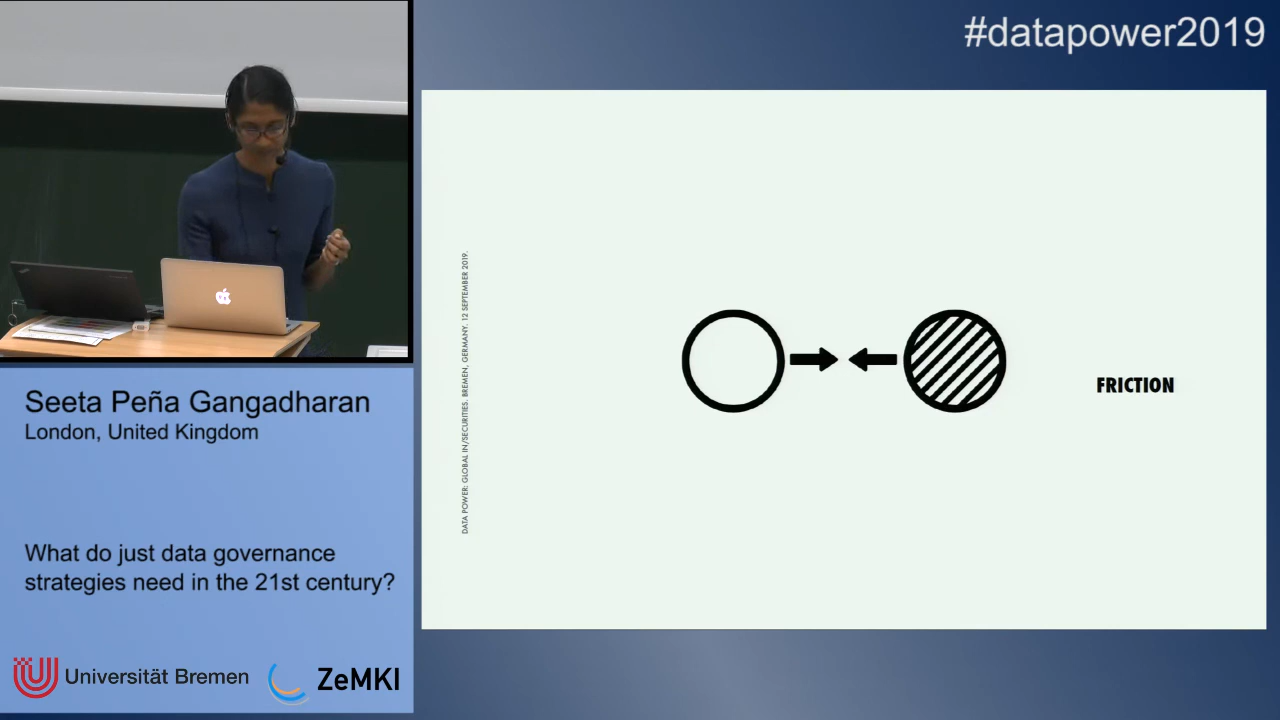 #datapower2019
DATA POWER: GLOBAL IN/SECURITIES. BREMEN, GERMANY. 12 SEPTEMBER 2019.
FRICTION
Seeta Peña Gangadharan
London, United Kingdom
What do just data governance
strategies need in the 21st century?
Universität Bremen
ZeMKI